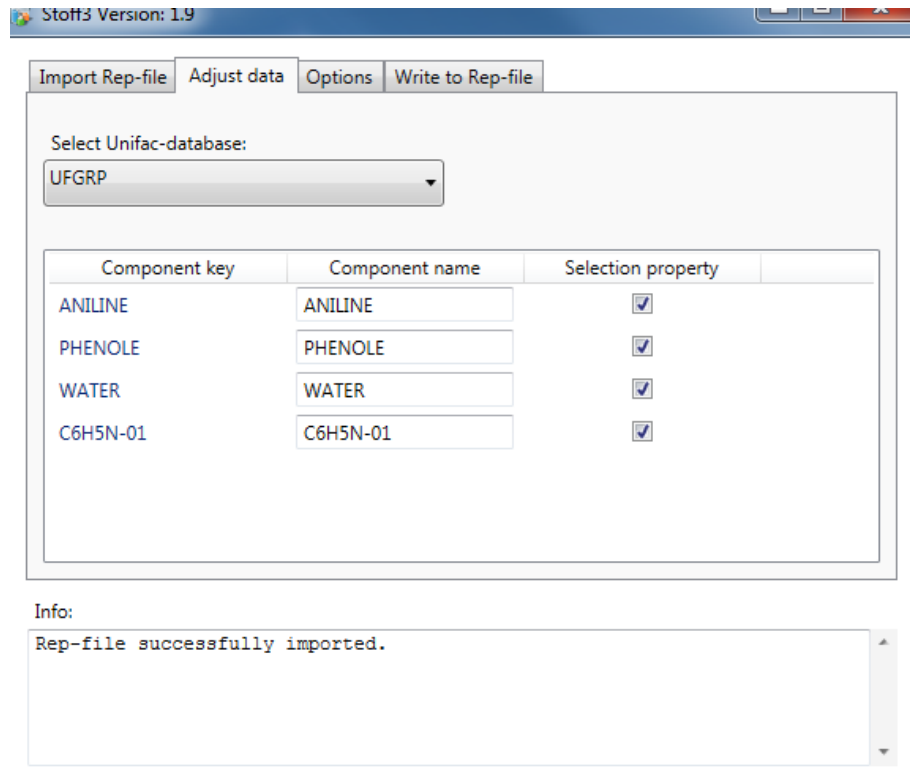 Stoff3 Version: 1.9
Import Rep-file Adjust data Options Write to Rep-file
Select Unifac-database:
UFGRP
Component key Component name Selection property
ANILINE ANILINE
PHENOLE PHENOLE
WATER WATER
C6H5N-01 C6H5N-01
Info:
Rep-file successfully imported.